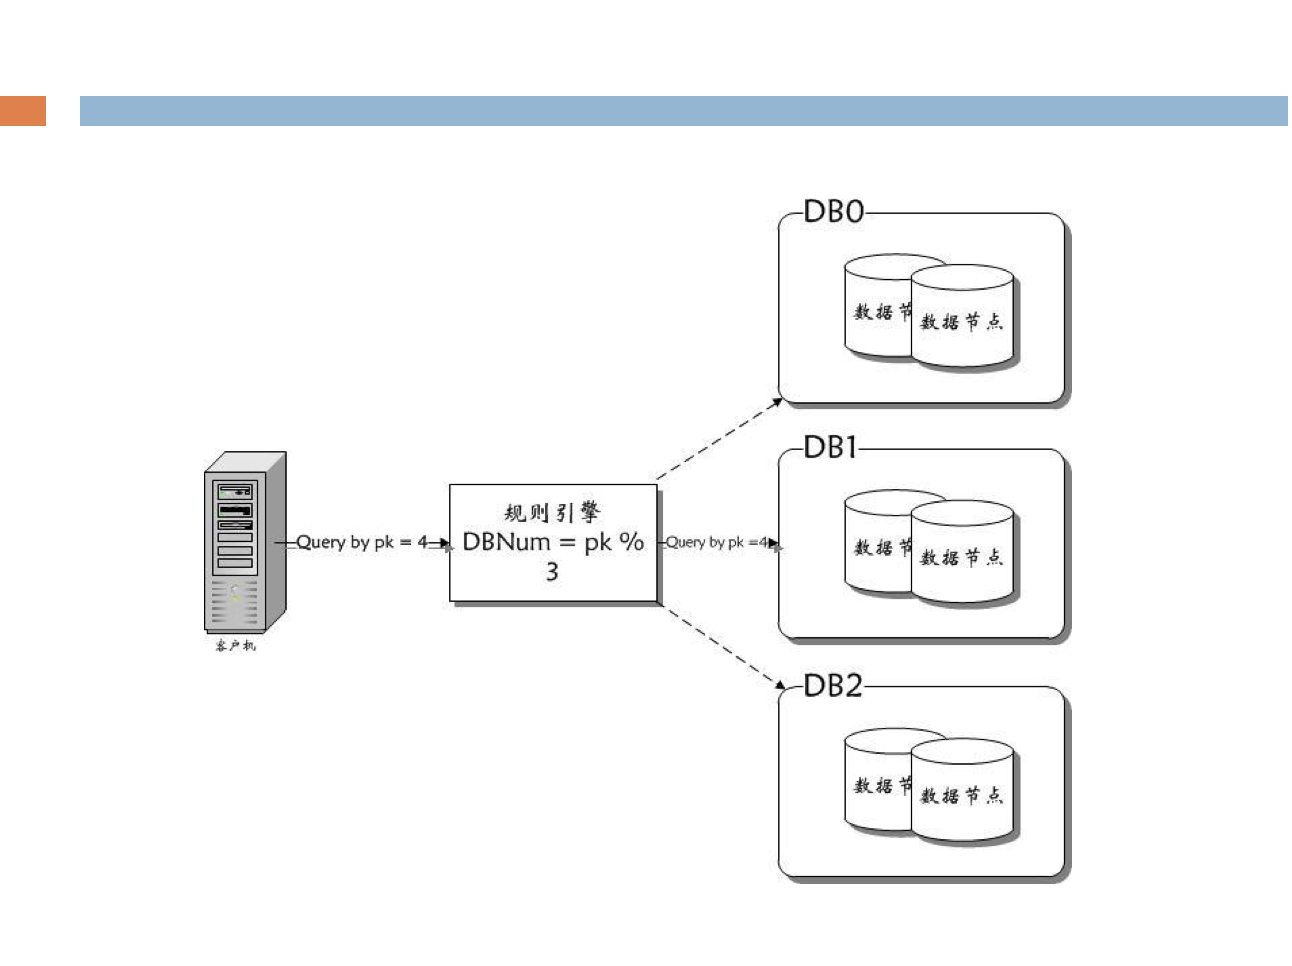 DB0
数据节
数据节点
DB1
规则引擎
Query by pk = 4
DBNum = pk %
3
Query by pk =4
数据节
数据节点
客户机
DB2
数据节
数据节点